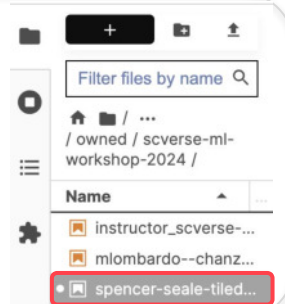 +
Filter files by name
/ ...
/ owned / scverse-ml-
workshop-2024 /
Name ...
instructor_scverse-...
mlombardo--chanz...
spencer-seale-tiled...